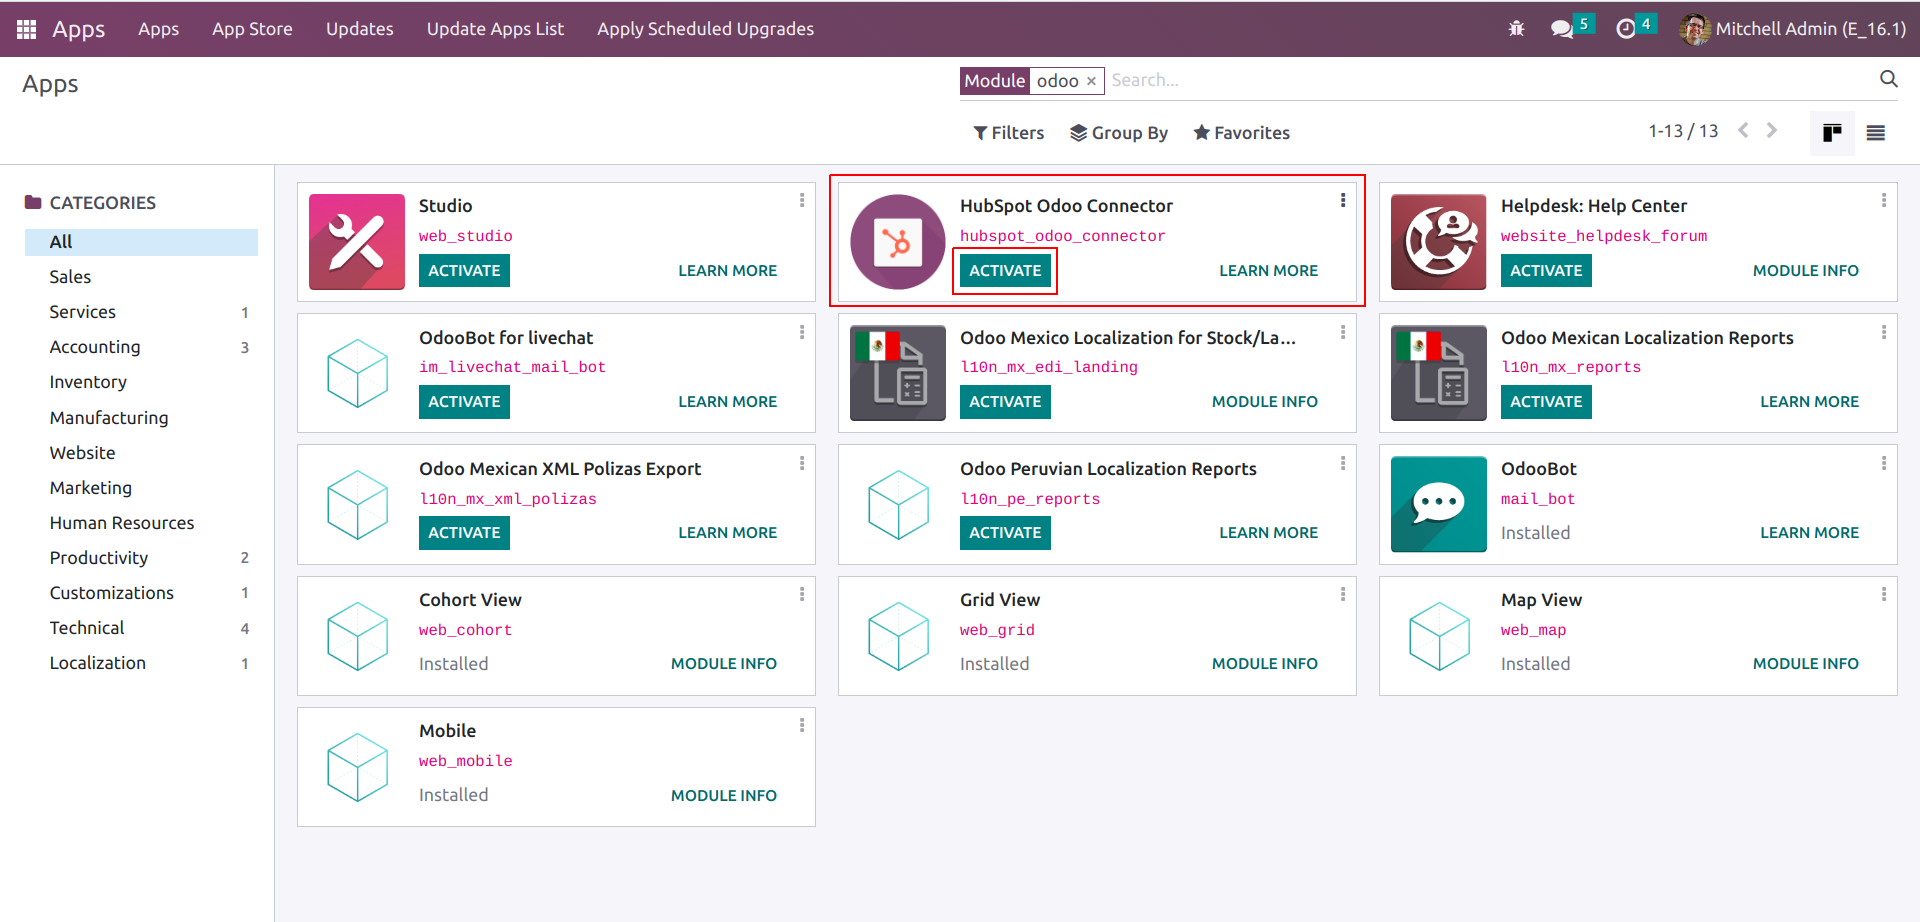 Apps Apps App Store Updates Update Apps List Apply Scheduled Upgrades 5 4 Mitchell Admin (E_16.1)
Apps
Module odoo × Search...
Filters Group By Favorites 1-13 / 13
CATEGORIES
All
Sales
Services 1
Accounting 3
Inventory
Manufacturing
Website
Marketing
Human Resources
Productivity 2
Customizations 1
Technical 4
Localization 1
Studio
web_studio
ACTIVATE LEARN MORE
HubSpot Odoo Connector
hubspot_odoo_connector
ACTIVATE LEARN MORE
Helpdesk: Help Center
website_helpdesk_forum
ACTIVATE MODULE INFO
OdooBot for livechat
im_livechat_mail_bot
ACTIVATE LEARN MORE
Odoo Mexico Localization for Stock/La...
l10n_mx_edi_landing
ACTIVATE MODULE INFO
Odoo Mexican Localization Reports
l10n_mx_reports
ACTIVATE LEARN MORE
Odoo Mexican XML Polizas Export
l10n_mx_xml_polizas
ACTIVATE LEARN MORE
Odoo Peruvian Localization Reports
l10n_pe_reports
ACTIVATE LEARN MORE
OdooBot
mail_bot
Installed LEARN MORE
Cohort View
web_cohort
Installed MODULE INFO
Grid View
web_grid
Installed MODULE INFO
Map View
web_map
Installed MODULE INFO
Mobile
web_mobile
Installed MODULE INFO